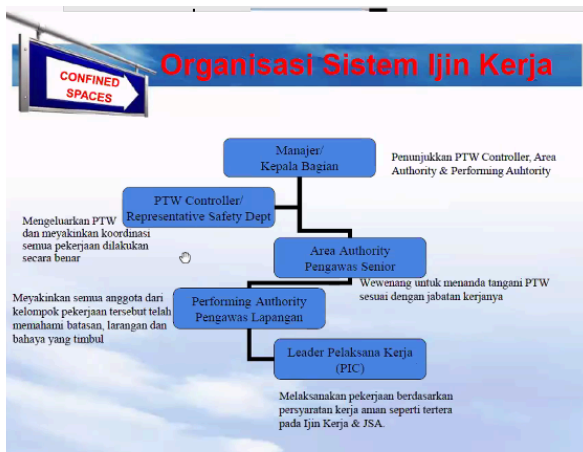 CONFINED
SPACES
Organisasi Sistem Ijin Kerja
Manajer/
Kepala Bagian
Penunjukkan PTW Controller, Area
Authority & Performing Auhtority
PTW Controller/
Representative Safety Dept
Mengeluarkan PTW
dan meyakinkan koordinasi
semua pekerjaan dilakukan
secara benar
Area Authority
Pengawas Senior
Wewenang untuk menanda tangani PTW
sesuai dengan jabatan kerjanya
Meyakinkan semua anggota dari
kelompok pekerjaan tersebut telah
memahami batasan, larangan dan
bahaya yang timbul
Performing Authority
Pengawas Lapangan
Leader Pelaksana Kerja
(PIC)
Melaksanakan pekerjaan berdasarkan
persyaratan kerja aman seperti tertera
pada Ijin Kerja & JSA.